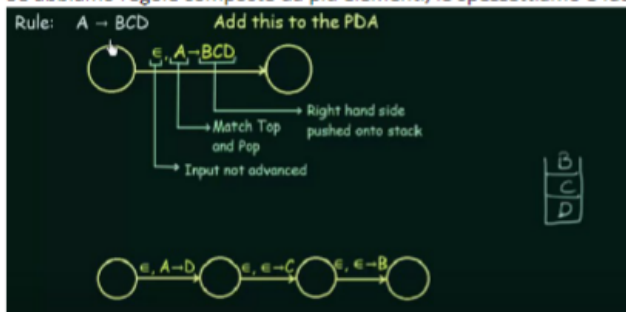 Rule: A → BCD Add this to the PDA
ϵ, A→BCD
Right hand side
pushed onto stack
Match Top
and Pop
Input not advanced
B
C
D
ϵ, A→D ϵ, ϵ→C ϵ, ϵ→B